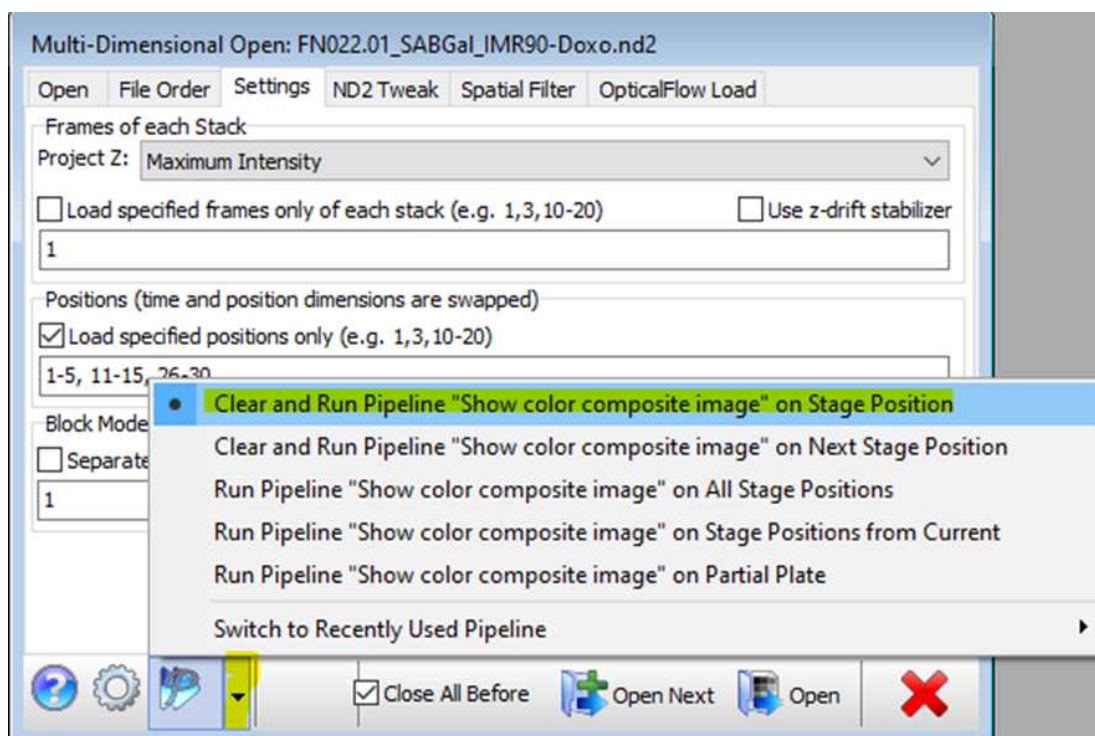 Multi-Dimensional Open: FN022.01_SABGal_IMR90-Doxo.nd2
Open File Order Settings ND2 Tweak Spatial Filter OpticalFlow Load
Frames of each Stack
Project Z: Maximum Intensity
Load specified frames only of each stack (e.g. 1,3,10-20) Use z-drift stabilizer
1
Positions (time and position dimensions are swapped)
Load specified positions only (e.g. 1,3,10-20)
1-5, 11-15, 26-30
Clear and Run Pipeline "Show color composite image" on Stage Position
Block Mode
Clear and Run Pipeline "Show color composite image" on Next Stage Position
Separate
Run Pipeline "Show color composite image" on All Stage Positions
1
Run Pipeline "Show color composite image" on Stage Positions from Current
Run Pipeline "Show color composite image" on Partial Plate
Switch to Recently Used Pipeline
Close All Before Open Next Open